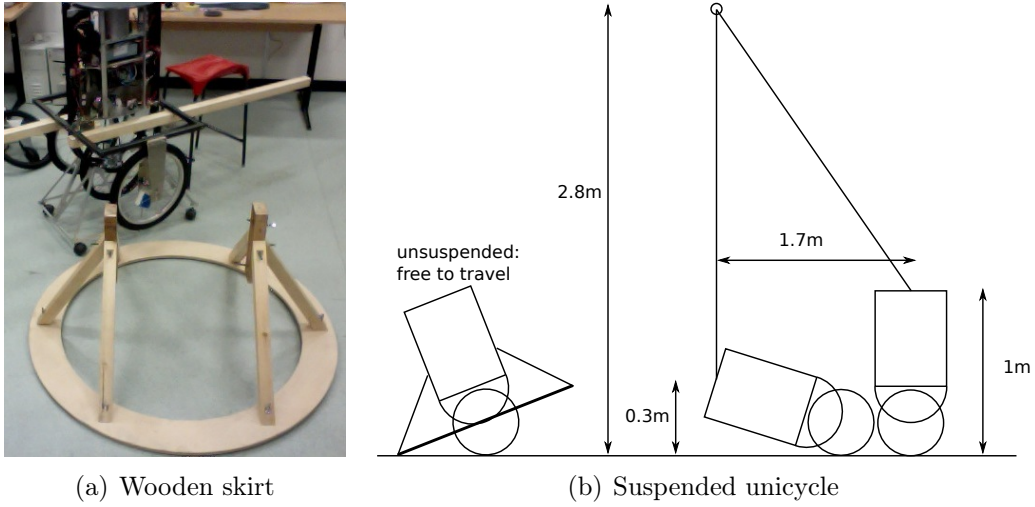 2.8m
1.7m
unsuspended:
free to travel
1m
0.3m
(a) Wooden skirt
(b) Suspended unicycle